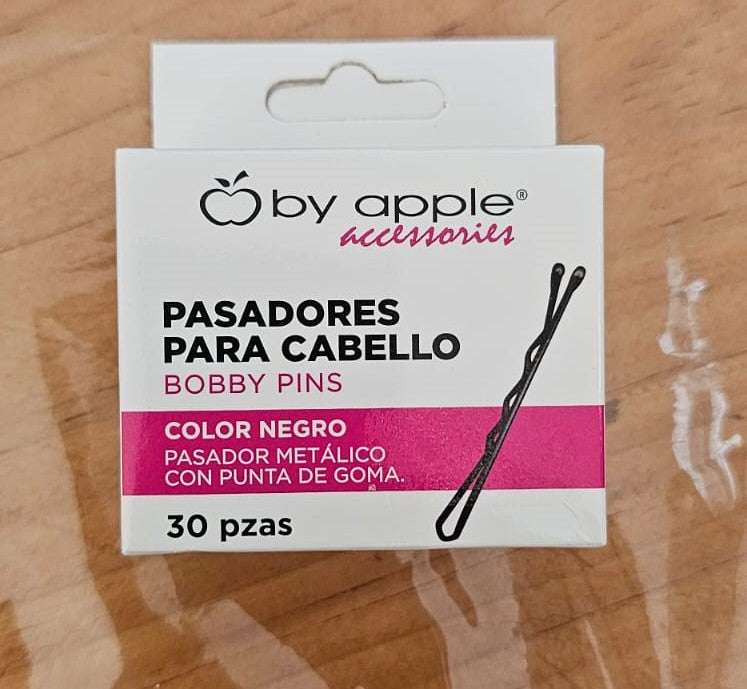 by apple®
accessories
PASADORES
PARA CABELLO
BOBBY PINS
COLOR NEGRO
PASADOR METÁLICO
CON PUNTA DE GOMA.
30 pzas